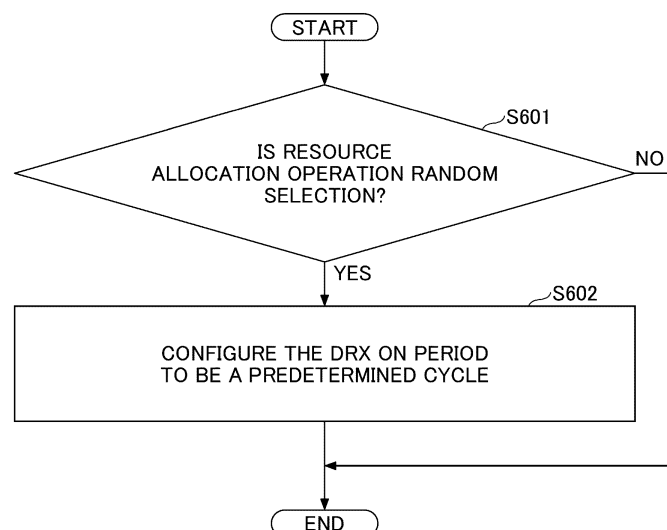 START
S601
IS RESOURCE
ALLOCATION OPERATION RANDOM
SELECTION?
NO
YES
S602
CONFIGURE THE DRX ON PERIOD
TO BE A PREDETERMINED CYCLE
END